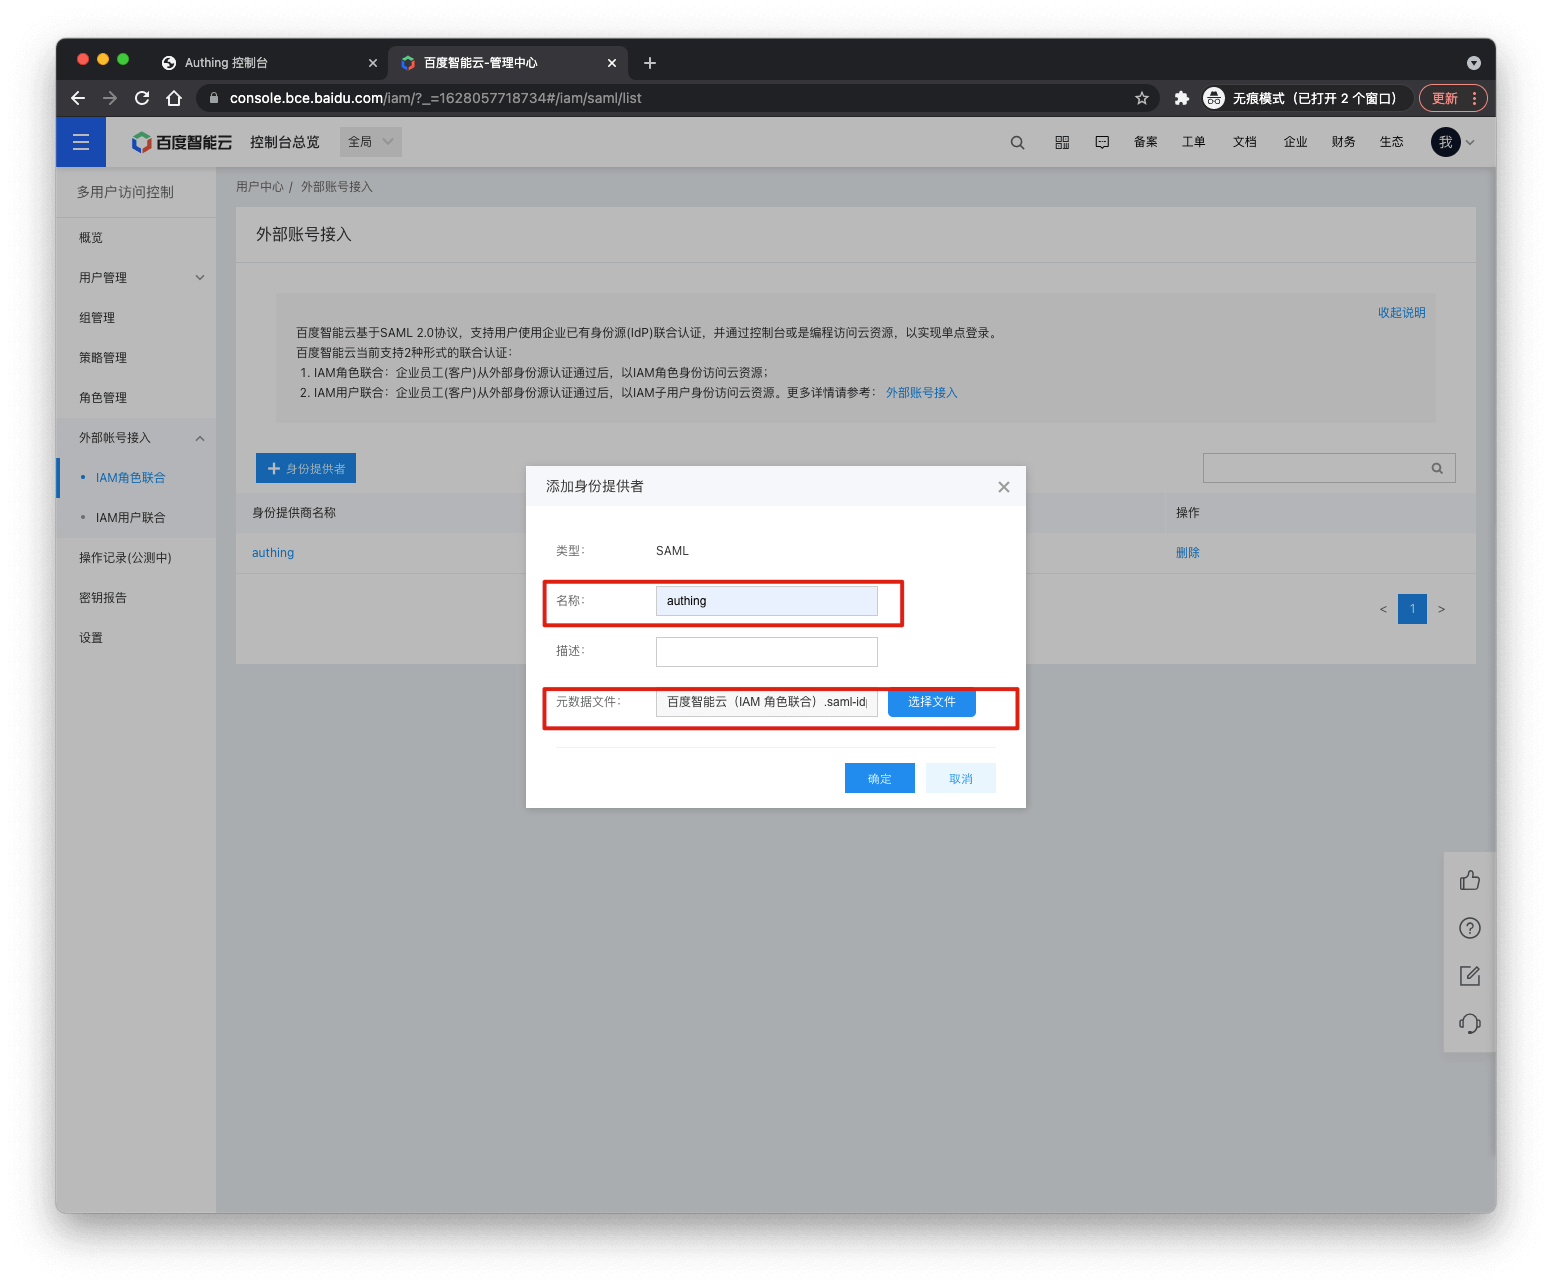 Authing 控制台
百度智能云-管理中心
console.bce.baidu.com/iam/?_=1628057718734#/iam/saml/list
无痕模式（已打开 2 个窗口）
更新
百度智能云
控制台总览
全局
备案
工单
文档
企业
财务
生态
我
多用户访问控制
概览
用户管理
组管理
策略管理
角色管理
外部帐号接入
IAM角色联合
IAM用户联合
操作记录(公测中)
密钥报告
设置
用户中心 / 外部账号接入
外部账号接入
收起说明
百度智能云基于SAML 2.0协议，支持用户使用企业已有身份源(IdP)联合认证，并通过控制台或是编程访问云资源，以实现单点登录。
百度智能云当前支持2种形式的联合认证：
1. IAM角色联合：企业员工(客户)从外部身份源认证通过后，以IAM角色身份访问云资源；
2. IAM用户联合：企业员工(客户)从外部身份源认证通过后，以IAM子用户身份访问云资源。更多详情请参考： 外部账号接入
身份提供者
身份提供商名称
操作
authing
删除
< 1 >
添加身份提供者
类型： SAML
名称： authing
描述：
元数据文件： 百度智能云（IAM 角色联合）.saml-id
选择文件
确定
取消